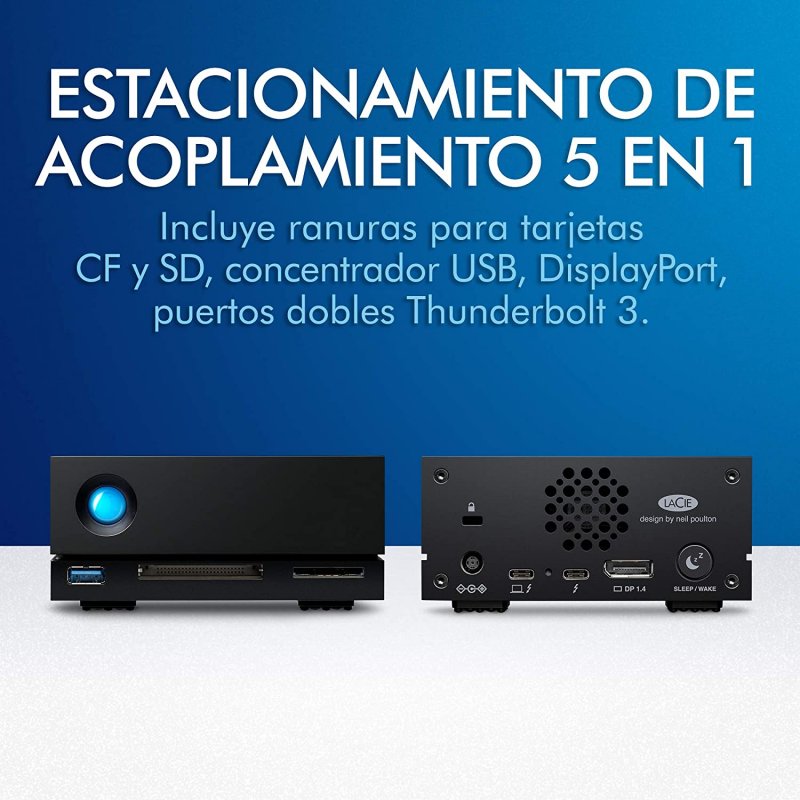 ESTACIONAMIENTO DE
ACOPLAMIENTO 5 EN 1
Incluye ranuras para tarjetas
CF y SD, concentrador USB, DisplayPort,
puertos dobles Thunderbolt 3.
LACIE
design by neil poulton
DP 1.4
SLEEP / WAKE